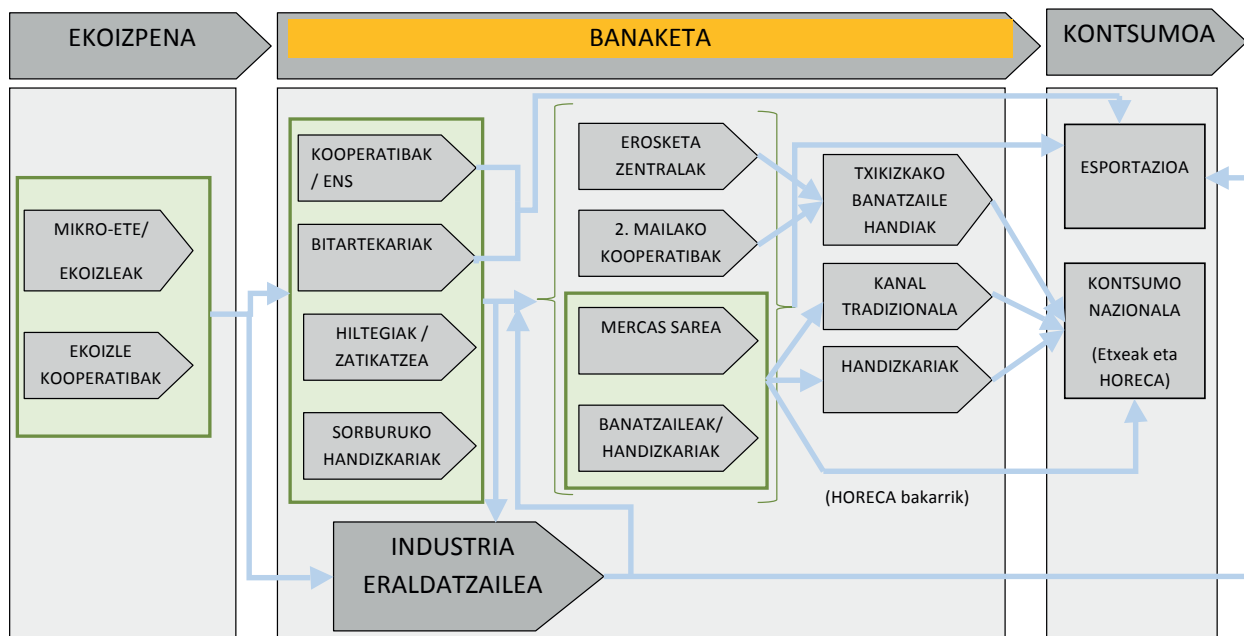 EKOIZPENA
BANAKETA
KONTSUMOA
MIKRO-ETE/
EKOIZLEAK
EKOIZLE
KOOPERATIBAK
KOOPERATIBAK
/ ENS
BITARTEKARIAK
HILTEGIAK /
ZATIKATZEA
SORBURUKO
HANDIZKARIAK
INDUSTRIA
ERALDATZAILEA
EROSKETA
ZENTRALAK
2. MAILAKO
KOOPERATIBAK
MERCAS SAREA
BANATZAILEAK/
HANDIZKARIAK
TXIKIZKAKO
BANATZAILE
HANDIAK
KANAL
TRADIZIONALA
HANDIZKARIAK
(HORECA bakarrik)
ESPORTAZIOA
KONTSUMO
NAZIONALA
(Etxeak eta
HORECA)